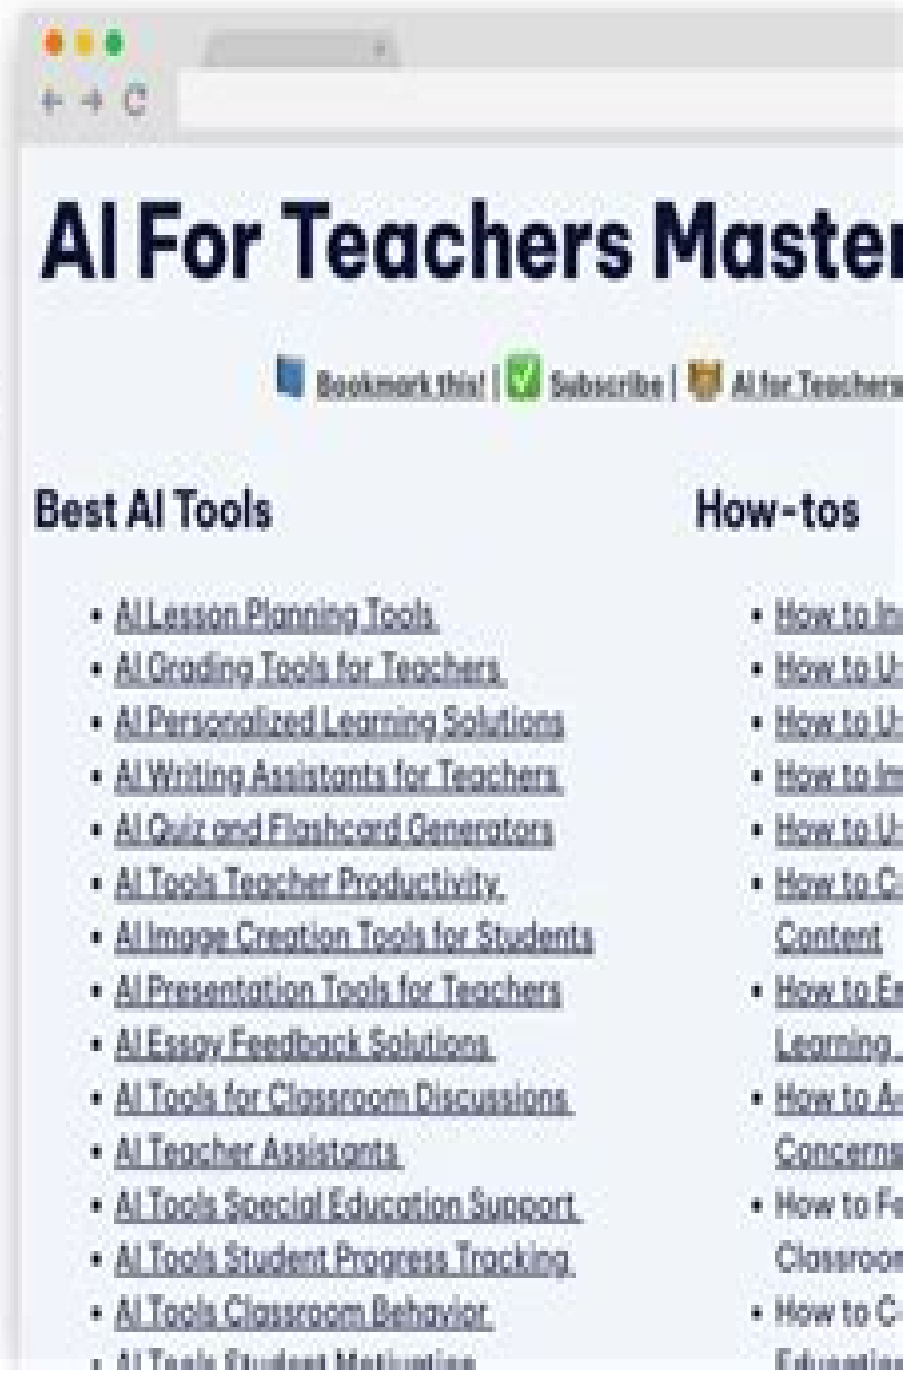 AI For Teachers Master
Bookmark this! | Subscribe | AI for Teachers
Best AI Tools
AI Lesson Planning Tools
AI Grading Tools for Teachers
AI Personalized Learning Solutions
AI Writing Assistants for Teachers
AI Quiz and Flashcard Generators
AI Tools Teacher Productivity
AI Image Creation Tools for Students
AI Presentation Tools for Teachers
AI Essay Feedback Solutions
AI Tools for Classroom Discussions
AI Teacher Assistants
AI Tools Special Education Support
AI Tools Student Progress Tracking
AI Tools Classroom Behavior
AI Tools Student Motivation
How-tos
How to
How to
How to
How to
How to
How to
Content
How to
Learning
How to
Concerns
How to
Classroom
How to
Education